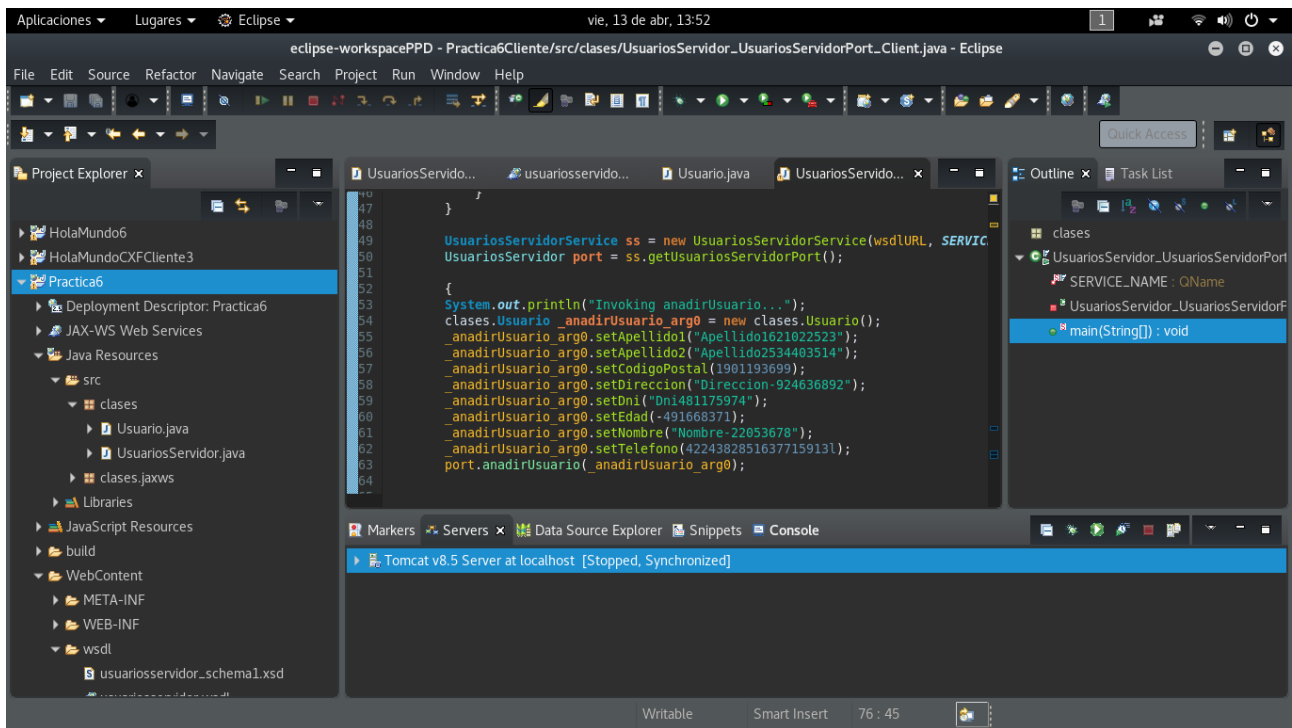 Aplicaciones Lugares Eclipse vie, 13 de abr, 13:52 1
eclipse-workspacePPD - Practica6Cliente/src/clases/UsuariosServidor_UsuariosServidorPort_Client.java - Eclipse
File Edit Source Refactor Navigate Search Project Run Window Help
Quick Access
Project Explorer
HolaMundo6
HolaMundoCXFCliente3
Practica6
Deployment Descriptor: Practica6
JAX-WS Web Services
Java Resources
src
clases
Usuario.java
UsuariosServidor.java
clases.jaxws
Libraries
JavaScript Resources
build
WebContent
META-INF
WEB-INF
wsdl
usuariosservidor_schema1.xsd
usuariosservidor.wsdl
UsuariosServido... usuariosservido... Usuario.java UsuariosServido...
46 }
47 }
48
49 UsuariosServidorService ss = new UsuariosServidorService(wsdlURL, SERVIC
50 UsuariosServidor port = ss.getUsuariosServidorPort();
51
52 {
53 System.out.println("Invoking anadirUsuario...");
54 clases.Usuario _anadirUsuario_arg0 = new clases.Usuario();
55 _anadirUsuario_arg0.setApellido1("Apellido1621022523");
56 _anadirUsuario_arg0.setApellido2("Apellido2534403514");
57 _anadirUsuario_arg0.setCodigoPostal(1901193699);
58 _anadirUsuario_arg0.setDireccion("Direccion-924636892");
59 _anadirUsuario_arg0.setDni("Dni481175974");
60 _anadirUsuario_arg0.setEdad(-491668371);
61 _anadirUsuario_arg0.setNombre("Nombre-22053678");
62 _anadirUsuario_arg0.setTelefono(4224382851637715913l);
63 port.anadirUsuario(_anadirUsuario_arg0);
64
Outline Task List
clases
UsuariosServidor_UsuariosServidorPort
SERVICE_NAME : QName
UsuariosServidor_UsuariosServidorF
main(String[]) : void
Markers Servers Data Source Explorer Snippets Console
Tomcat v8.5 Server at localhost [Stopped, Synchronized]
Writable Smart Insert 76 : 45